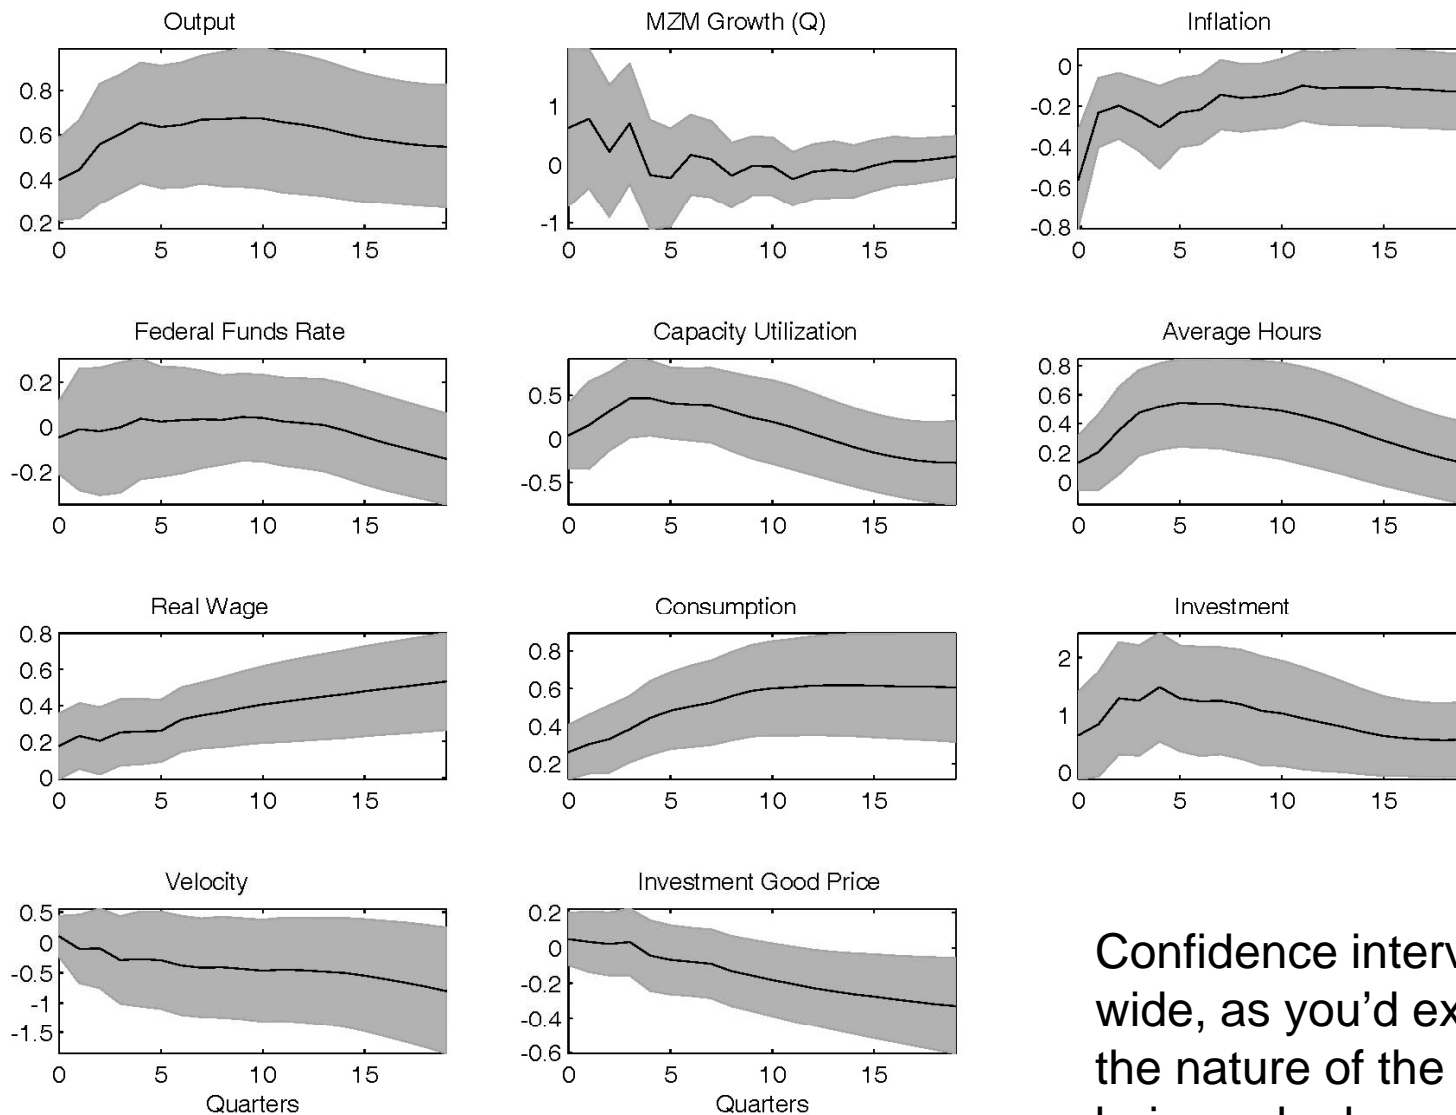 Output
0.8
0.6
0.4
0.2
0 5 10 15
MZM Growth (Q)
1
0
-1
0 5 10 15
Inflation
0
-0.2
-0.4
-0.6
-0.8
0 5 10 15
Federal Funds Rate
0.2
0
-0.2
0 5 10 15
Capacity Utilization
0.5
0
-0.5
0 5 10 15
Average Hours
0.8
0.6
0.4
0.2
0
0 5 10 15
Real Wage
0.8
0.6
0.4
0.2
0
0 5 10 15
Consumption
0.8
0.6
0.4
0.2
0 5 10 15
Investment
2
1
0
0 5 10 15
Velocity
0.5
0
-0.5
-1
-1.5
0 5 10 15
Quarters
Investment Good Price
0.2
0
-0.2
-0.4
-0.6
0 5 10 15
Quarters
Confidence interv
wide, as you'd ex
the nature of the